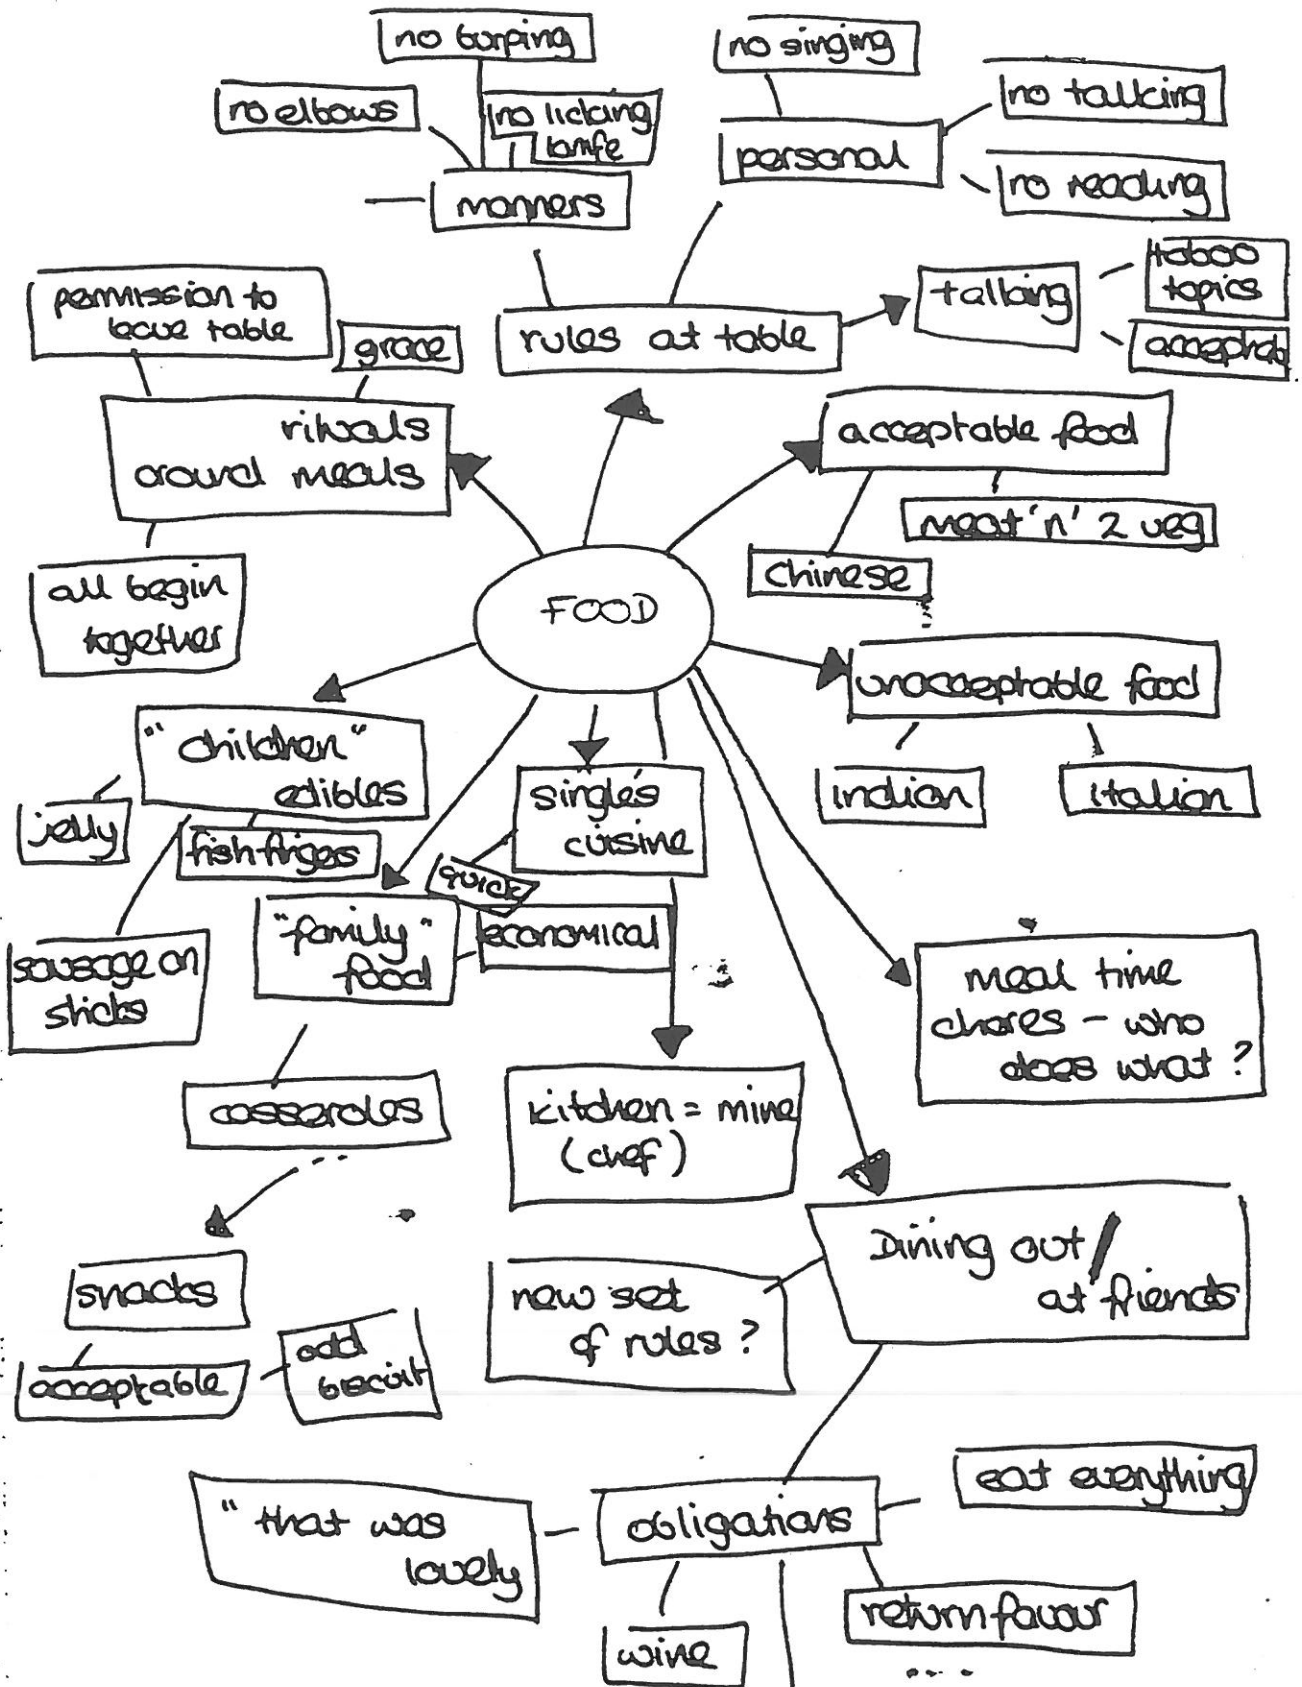 no burping
no singing
no elbows
no licking
knife
no talking
personal
no reading
manners
taboo
topics
talking
acceptab
permission to
leave table
grace
rules at table
rituals
around meals
acceptable food
meat 'n' 2 veg
Chinese
all begin
together
FOOD
unacceptable food
indian
italian
"children"
edibles
jelly
fish fingers
single's
cuisine
quick
"family"
food
economical
sausage on
sticks
meal time
chores - who
does what?
casseroles
kitchen = mine
(chef)
Dining out/
at friends
snacks
new set
of rules?
acceptable
odd
biscuit
eat everything
"that was
lovely
obligations
return favour
wine